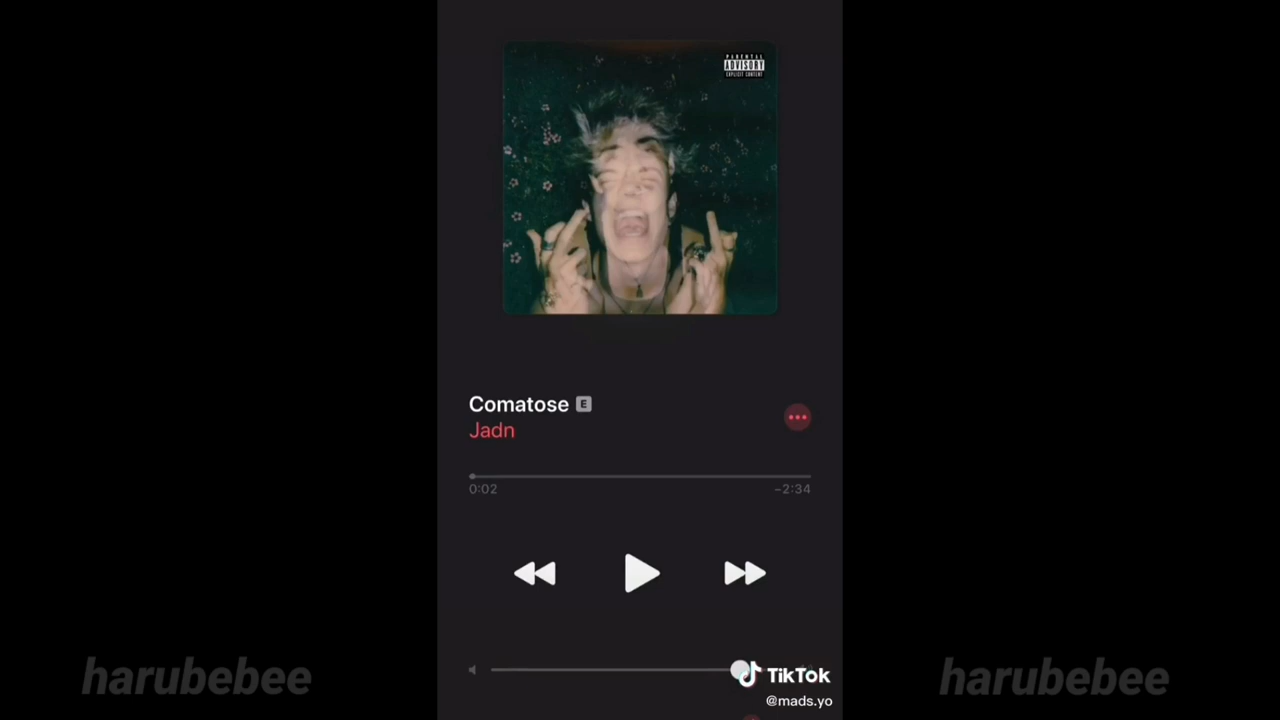 PARENTAL
ADVISORY
EXPLICIT CONTENT
Comatose E
Jadn
0:02
-2:34
harubebee
harubebee
TikTok
@mads.yo